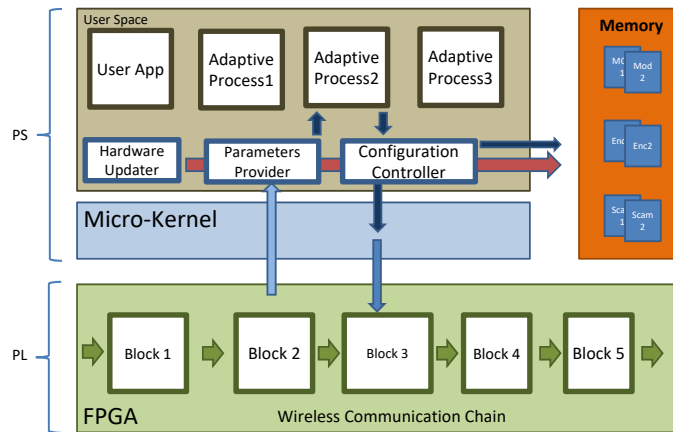 User Space
Memory
User App
Adaptive
Process1
Adaptive
Process2
Adaptive
Process3
Mod
2
1
PS
Hardware
Updater
Parameters
Provider
Configuration
Controller
Enc2
Micro-Kernel
1
Scam
2
PL
Block 1
Block 2
Block 3
Block 4
Block 5
FPGA
Wireless Communication Chain